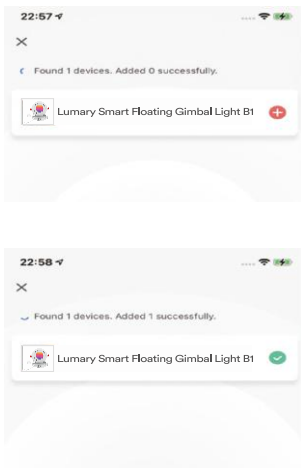 22:57
Found 1 devices. Added 0 successfully.
Lumary Smart Floating Gimbal Light B1
22:58
Found 1 devices. Added 1 successfully.
Lumary Smart Floating Gimbal Light B1